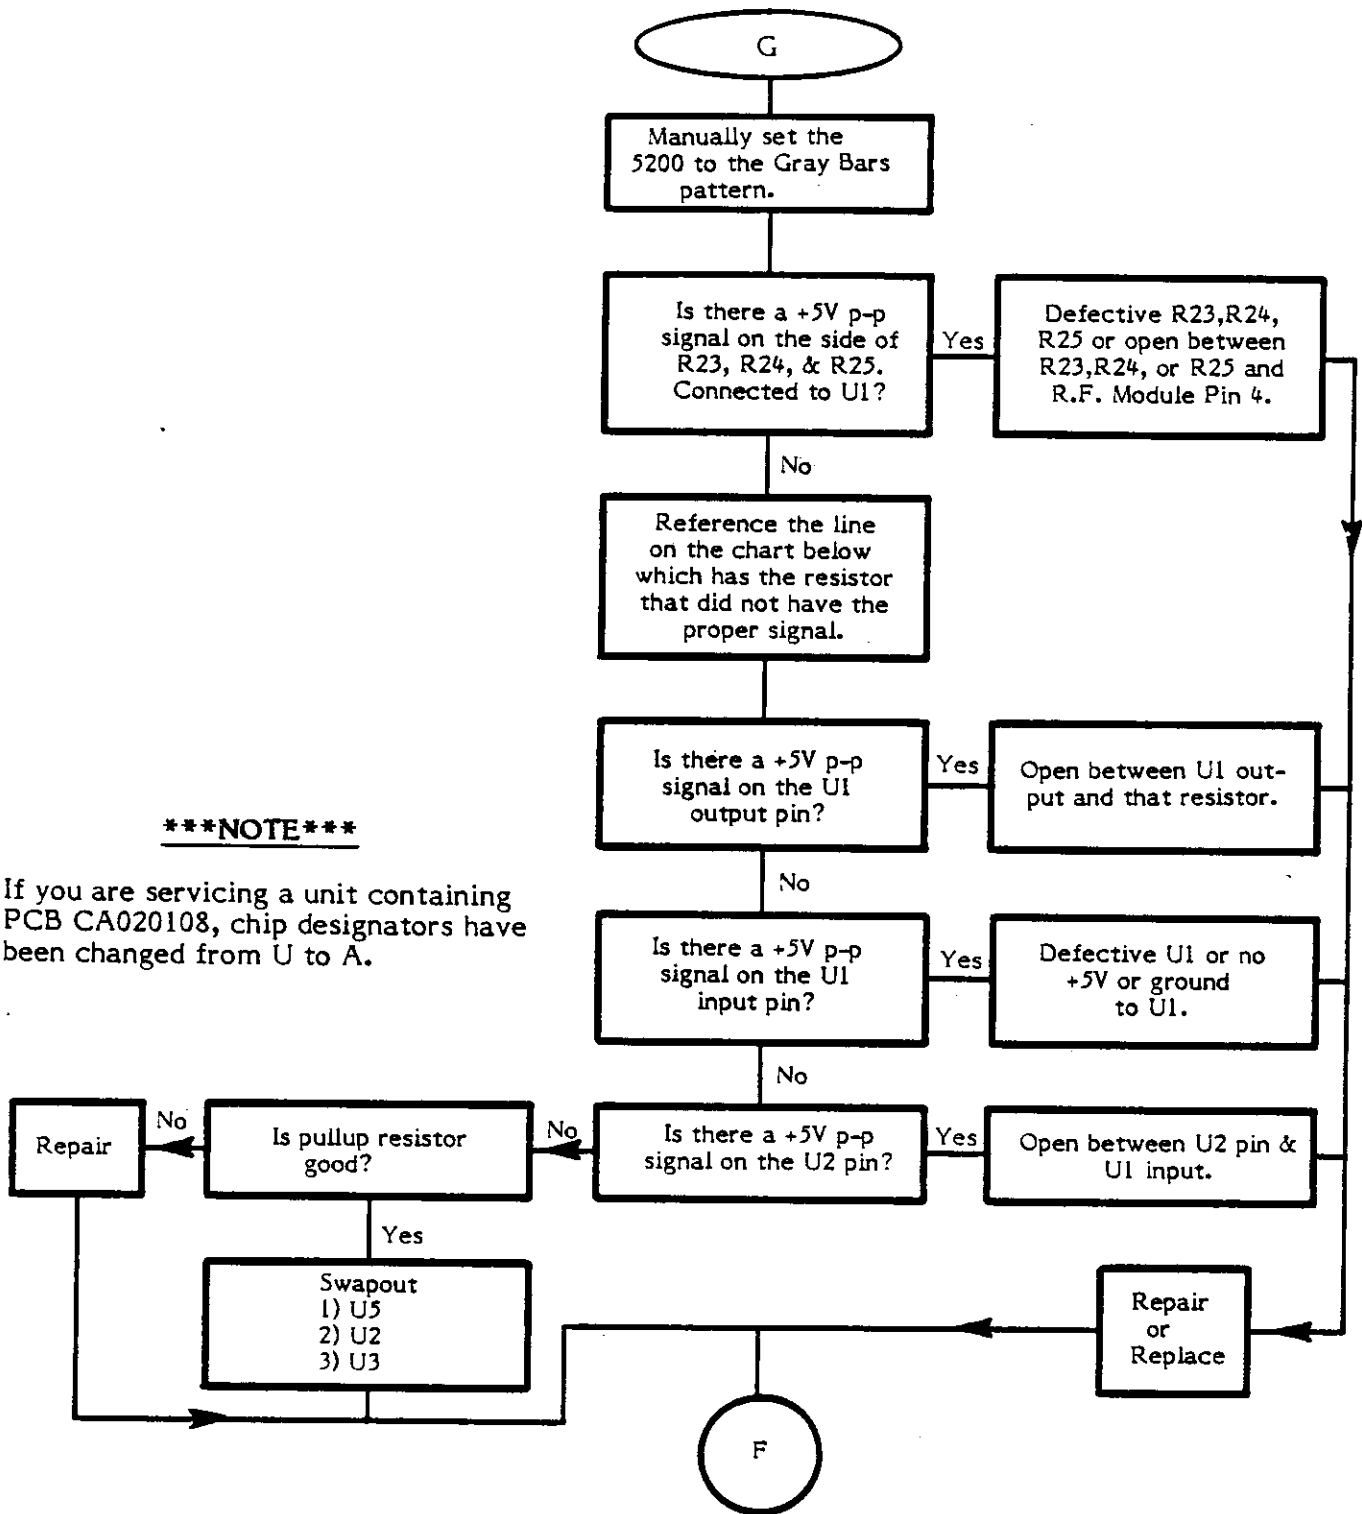 G
Manually set the
5200 to the Gray Bars
pattern.
Is there a +5V p-p
signal on the side of
R23, R24, & R25.
Connected to U1?
Yes
Defective R23,R24,
R25 or open between
R23,R24, or R25 and
R.F. Module Pin 4.
No
Reference the line
on the chart below
which has the resistor
that did not have the
proper signal.
Is there a +5V p-p
signal on the U1
output pin?
Yes
Open between U1 out-
put and that resistor.
***NOTE***
If you are servicing a unit containing
PCB CA020108, chip designators have
been changed from U to A.
No
Is there a +5V p-p
signal on the U1
input pin?
Yes
Defective U1 or no
+5V or ground
to U1.
No
Is there a +5V p-p
signal on the U2 pin?
Yes
Open between U2 pin &
U1 input.
No
Is pullup resistor
good?
No
Repair
Yes
Swapout
1) U5
2) U2
3) U3
Repair
or
Replace
F